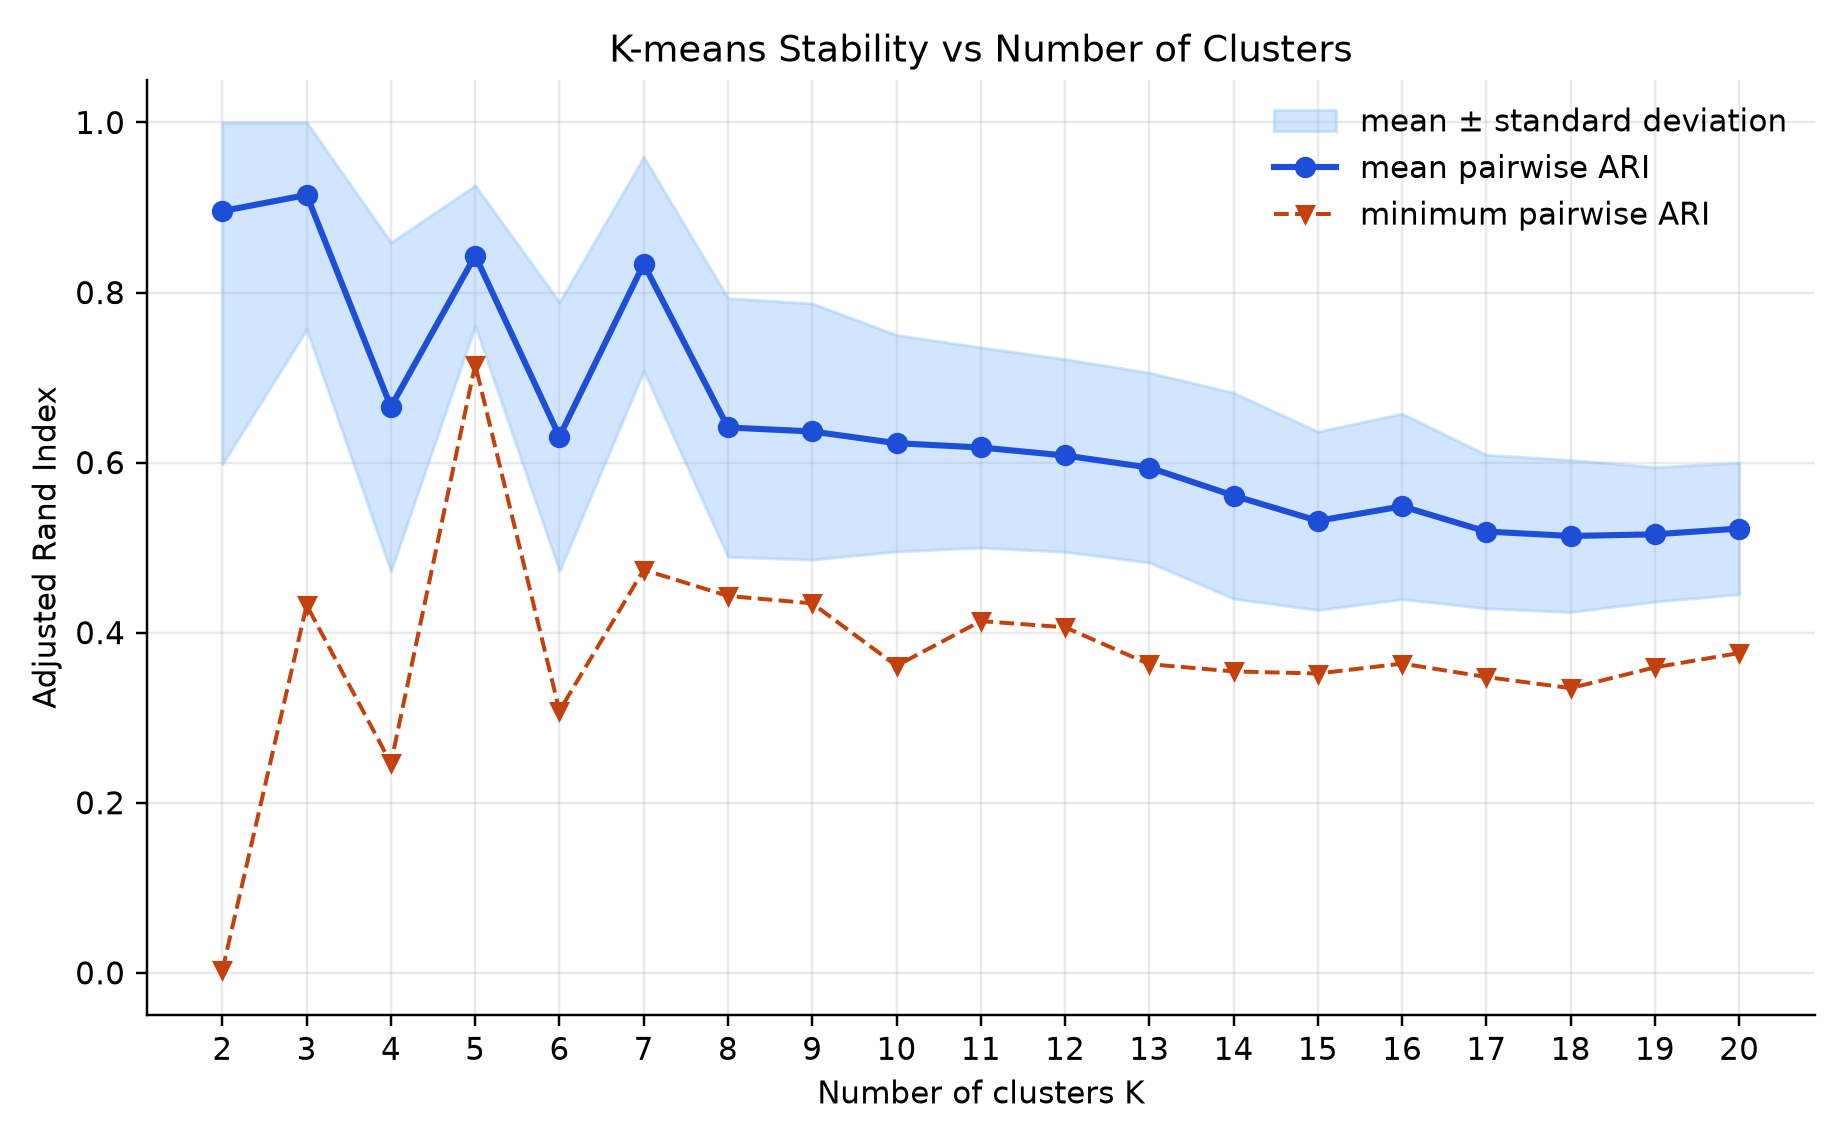 K-means Stability vs Number of Clusters
mean ± standard deviation
mean pairwise ARI
minimum pairwise ARI
Adjusted Rand Index
1.0
0.8
0.6
0.4
0.2
0.0
2 3 4 5 6 7 8 9 10 11 12 13 14 15 16 17 18 19 20
Number of clusters K